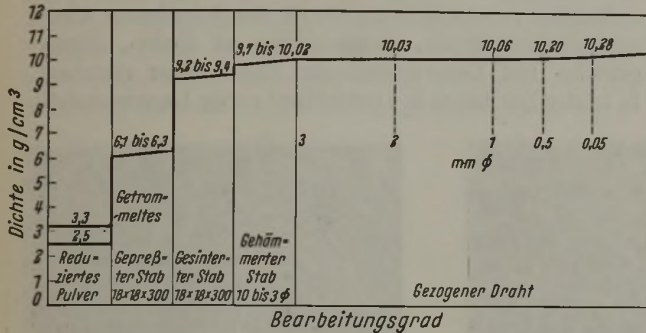 12
11
10
9
8
7
6
5
4
3
2
1
0
Dichte in g/cm³
3,3
2,5
6,1 bis 6,3
9,2 bis 9,4
9,7 bis 10,02
10,03
10,06
10,20
10,28
3
2
1
0,5
0,05
mm ϕ
Getrom-
meltes
Redu-
ziertes
Pulver
Gepreß-
ter Stab
18×18×300
Gesinter-
ter Stab
18×18×300
Gehäm-
merter
Stab
10 bis 3 ϕ
Gezogener Draht
Bearbeitungsgrad